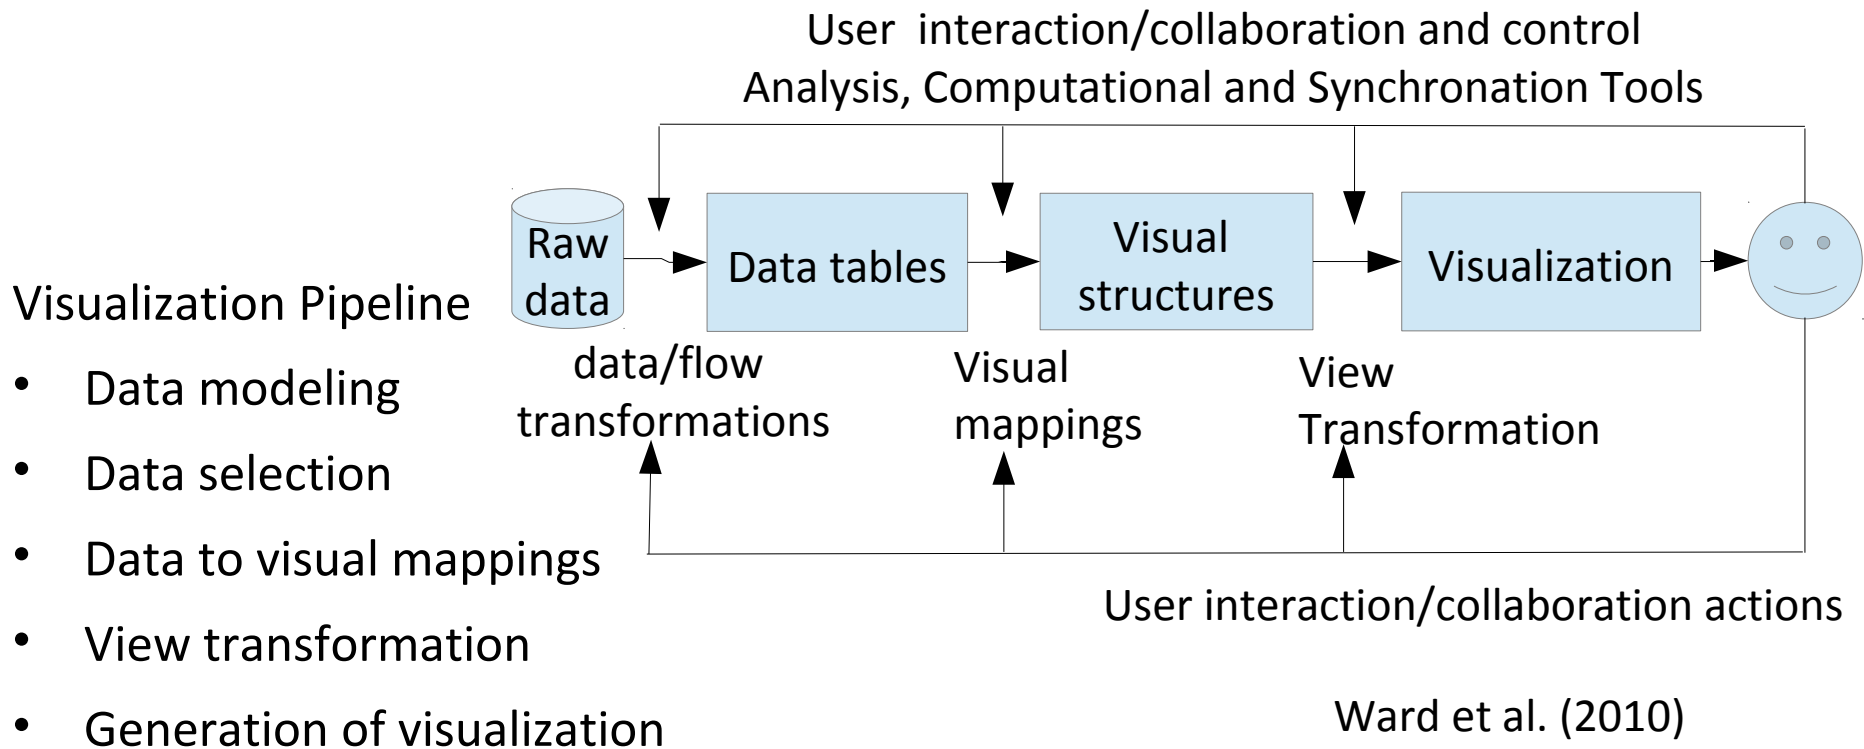 User interaction/collaboration and control
Analysis, Computational and Synchronation Tools
Raw
data
Data tables
Visual
structures
Visualization
data/flow
transformations
Visual
mappings
View
Transformation
User interaction/collaboration actions
Visualization Pipeline
• Data modeling
• Data selection
• Data to visual mappings
• View transformation
• Generation of visualization
Ward et al. (2010)